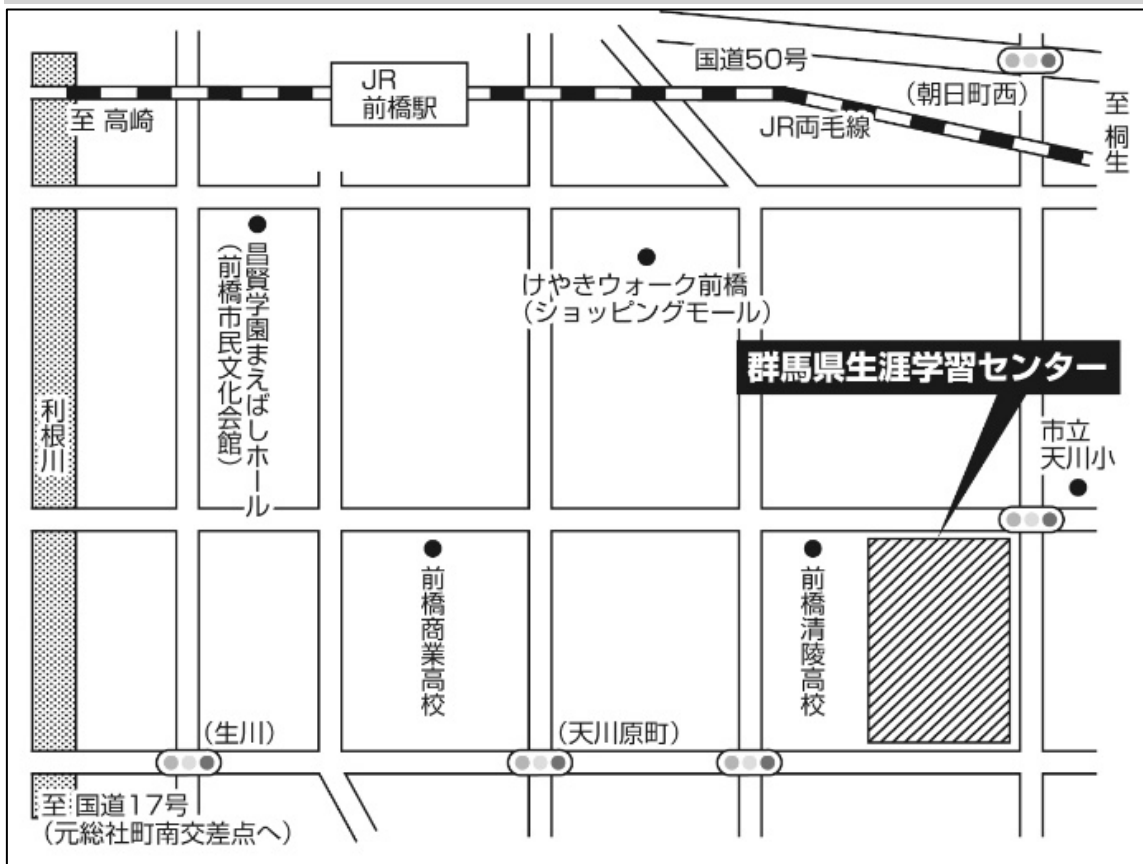 国道50号
JR
前橋駅
(朝日町西)
至 高崎
JR両毛線
至 桐生
昌賢学園まえばしホール
(前橋市民文化会館)
けやきウォーク前橋
(ショッピングモール)
群馬県生涯学習センター
利根川
市立
天川小
前橋商業高校
前橋清陵高校
(生川)
(天川原町)
至 国道17号
(元総社町南交差点へ)